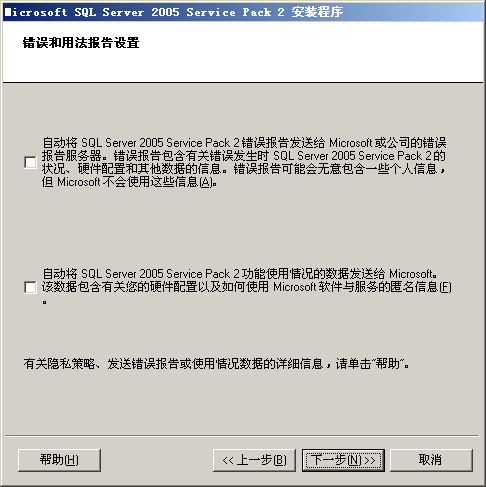 Microsoft SQL Server 2005 Service Pack 2 安装程序
错误和用法报告设置
自动将 SQL Server 2005 Service Pack 2 错误报告发送给 Microsoft 或公司的错误
报告服务器。错误报告包含有关错误发生时 SQL Server 2005 Service Pack 2 的
状况、硬件配置和其他数据的信息。错误报告可能会无意包含一些个人信息，
但 Microsoft 不会使用这些信息(A)。
自动将 SQL Server 2005 Service Pack 2 功能使用情况的数据发送给 Microsoft。
该数据包含有关您的硬件配置以及如何使用 Microsoft 软件与服务的匿名信息(F)
。
有关隐私策略、发送错误报告或使用情况数据的详细信息，请单击“帮助”。
帮助(H) << 上一步(B) 下一步(N) >> 取消